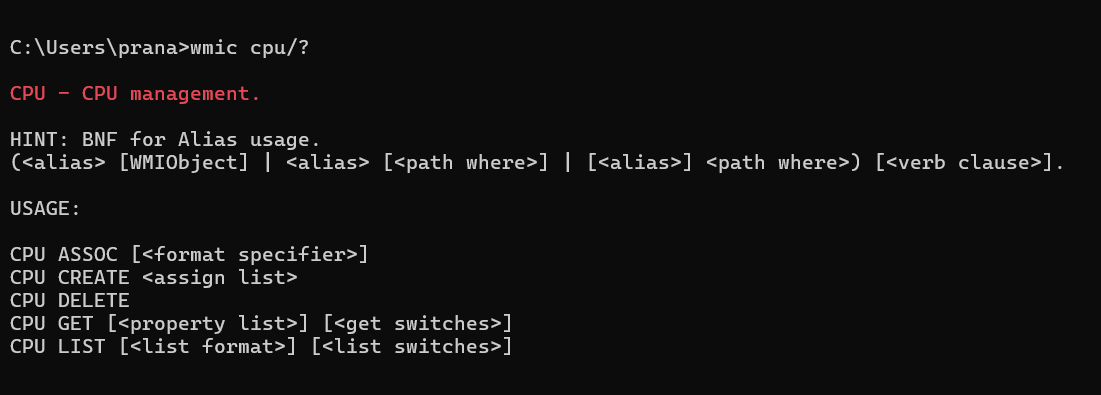 C:\Users\prana>wmic cpu/?
CPU - CPU management.
HINT: BNF for Alias usage.
(<alias> [WMIObject] | <alias> [<path where>] | [<alias>] <path where>) [<verb clause>].
USAGE:
CPU ASSOC [<format specifier>]
CPU CREATE <assign list>
CPU DELETE
CPU GET [<property list>] [<get switches>]
CPU LIST [<list format>] [<list switches>]